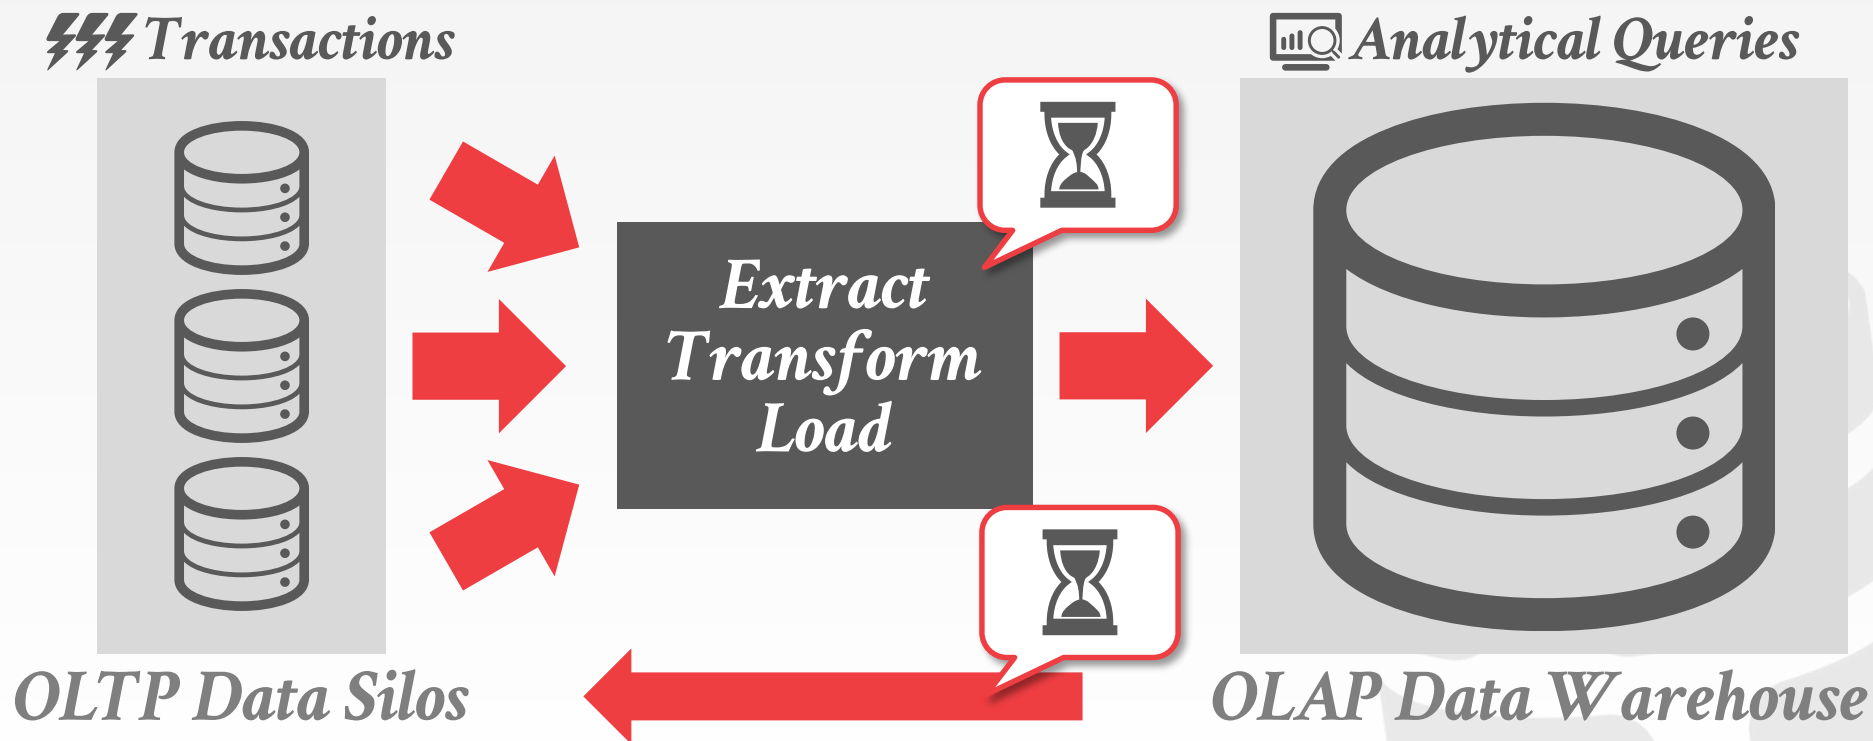 Transactions
Analytical Queries
Extract
Transform
Load
OLTP Data Silos
OLAP Data Warehouse